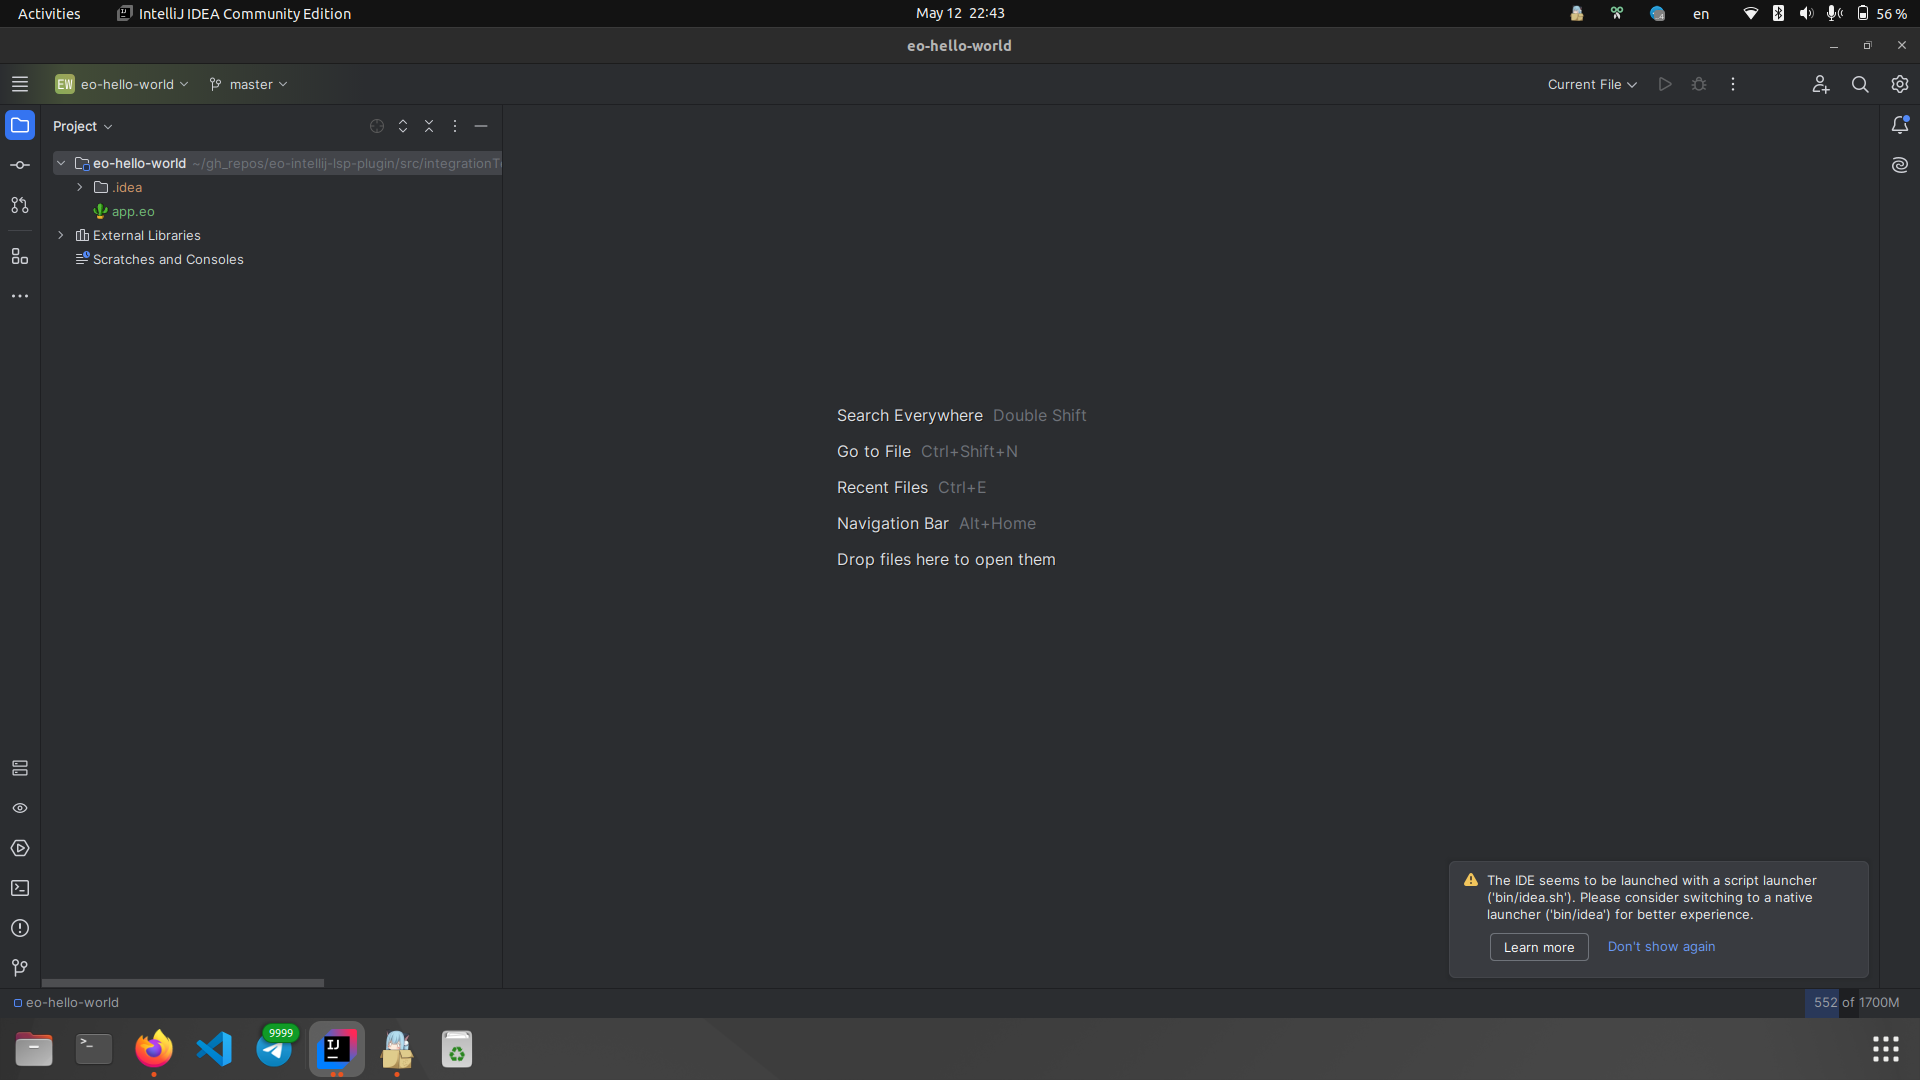 Activities
IntelliJ IDEA Community Edition
May 12 22:43
en
56 %
eo-hello-world
EW eo-hello-world
master
Current File
Project
eo-hello-world ~/gh_repos/eo-intellij-lsp-plugin/src/integrationTe
.idea
app.eo
External Libraries
Scratches and Consoles
Search Everywhere Double Shift
Go to File Ctrl+Shift+N
Recent Files Ctrl+E
Navigation Bar Alt+Home
Drop files here to open them
The IDE seems to be launched with a script launcher
('bin/idea.sh'). Please consider switching to a native
launcher ('bin/idea') for better experience.
Learn more
Don't show again
eo-hello-world
552 of 1700M
9999
IJ